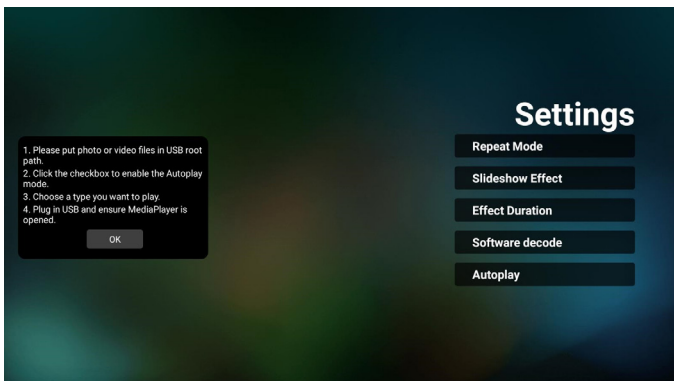 Settings
1. Please put photo or video files in USB root
path.
2. Click the checkbox to enable the Autoplay
mode.
3. Choose a type you want to play.
4. Plug in USB and ensure MediaPlayer is
opened.
OK
Repeat Mode
Slideshow Effect
Effect Duration
Software decode
Autoplay